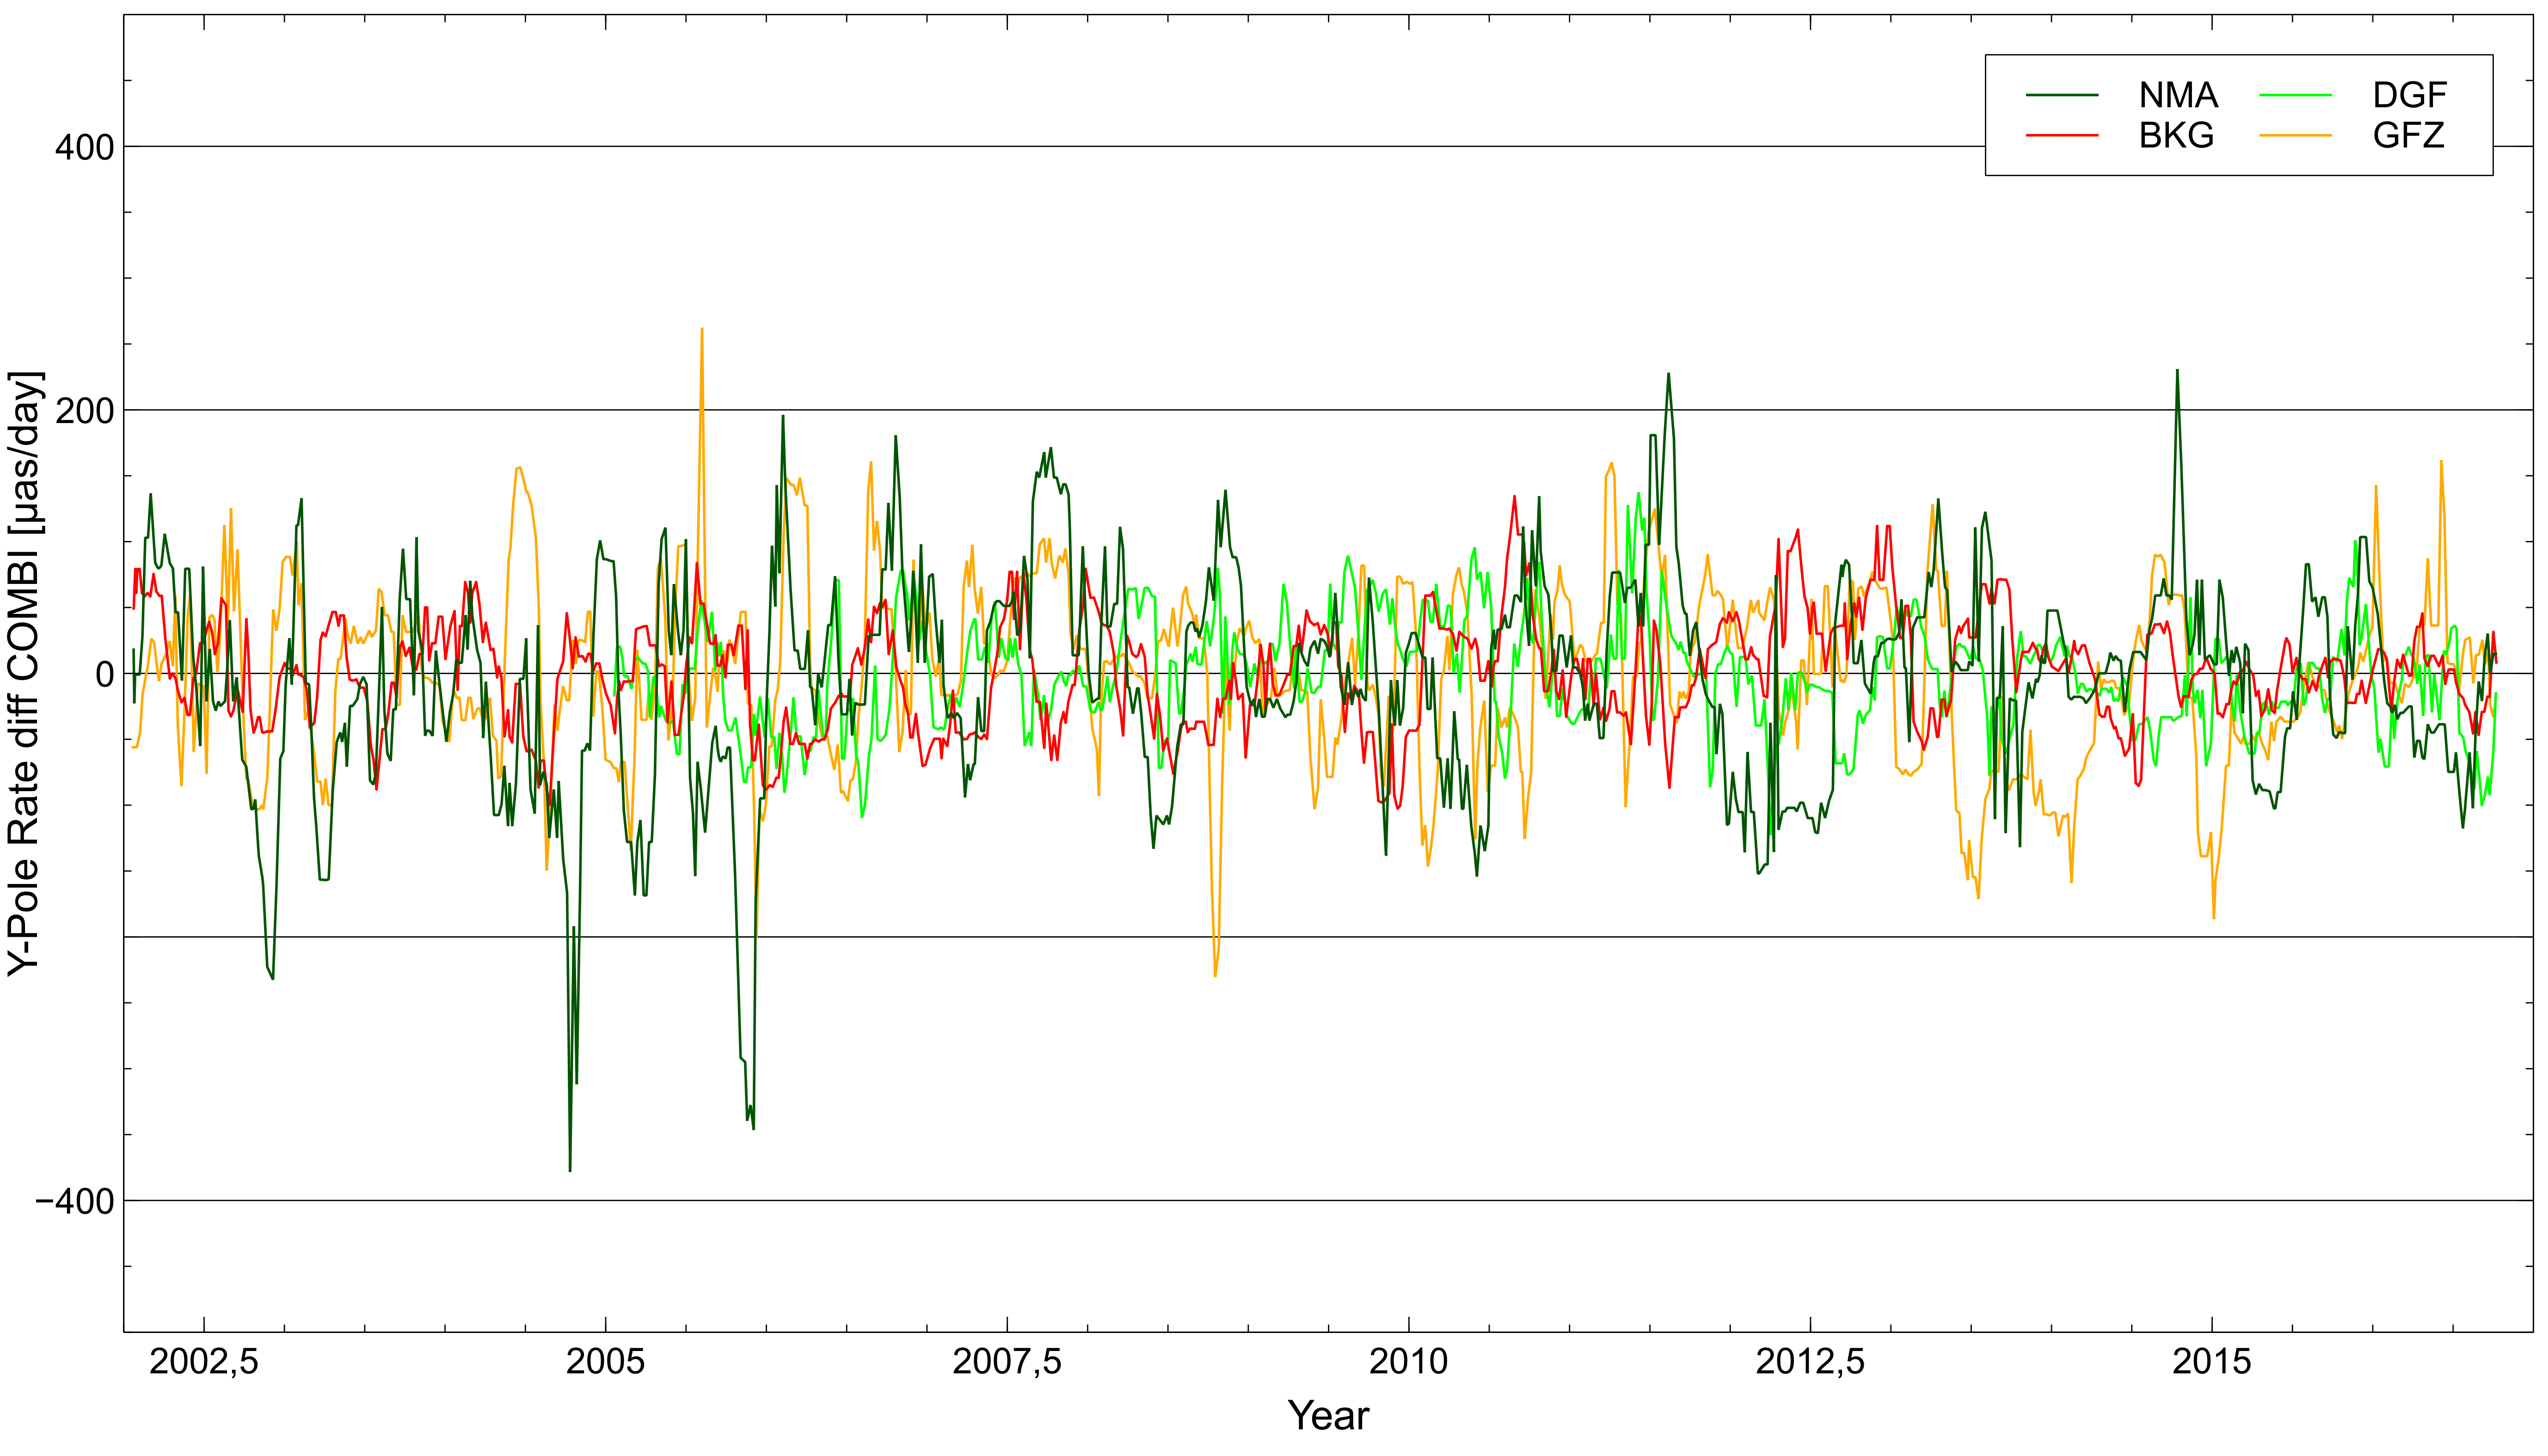 NMA DGF
BKG GFZ
Y-Pole Rate diff COMBI [µas/day]
400
200
0
−400
2002,5 2005 2007,5 2010 2012,5 2015
Year